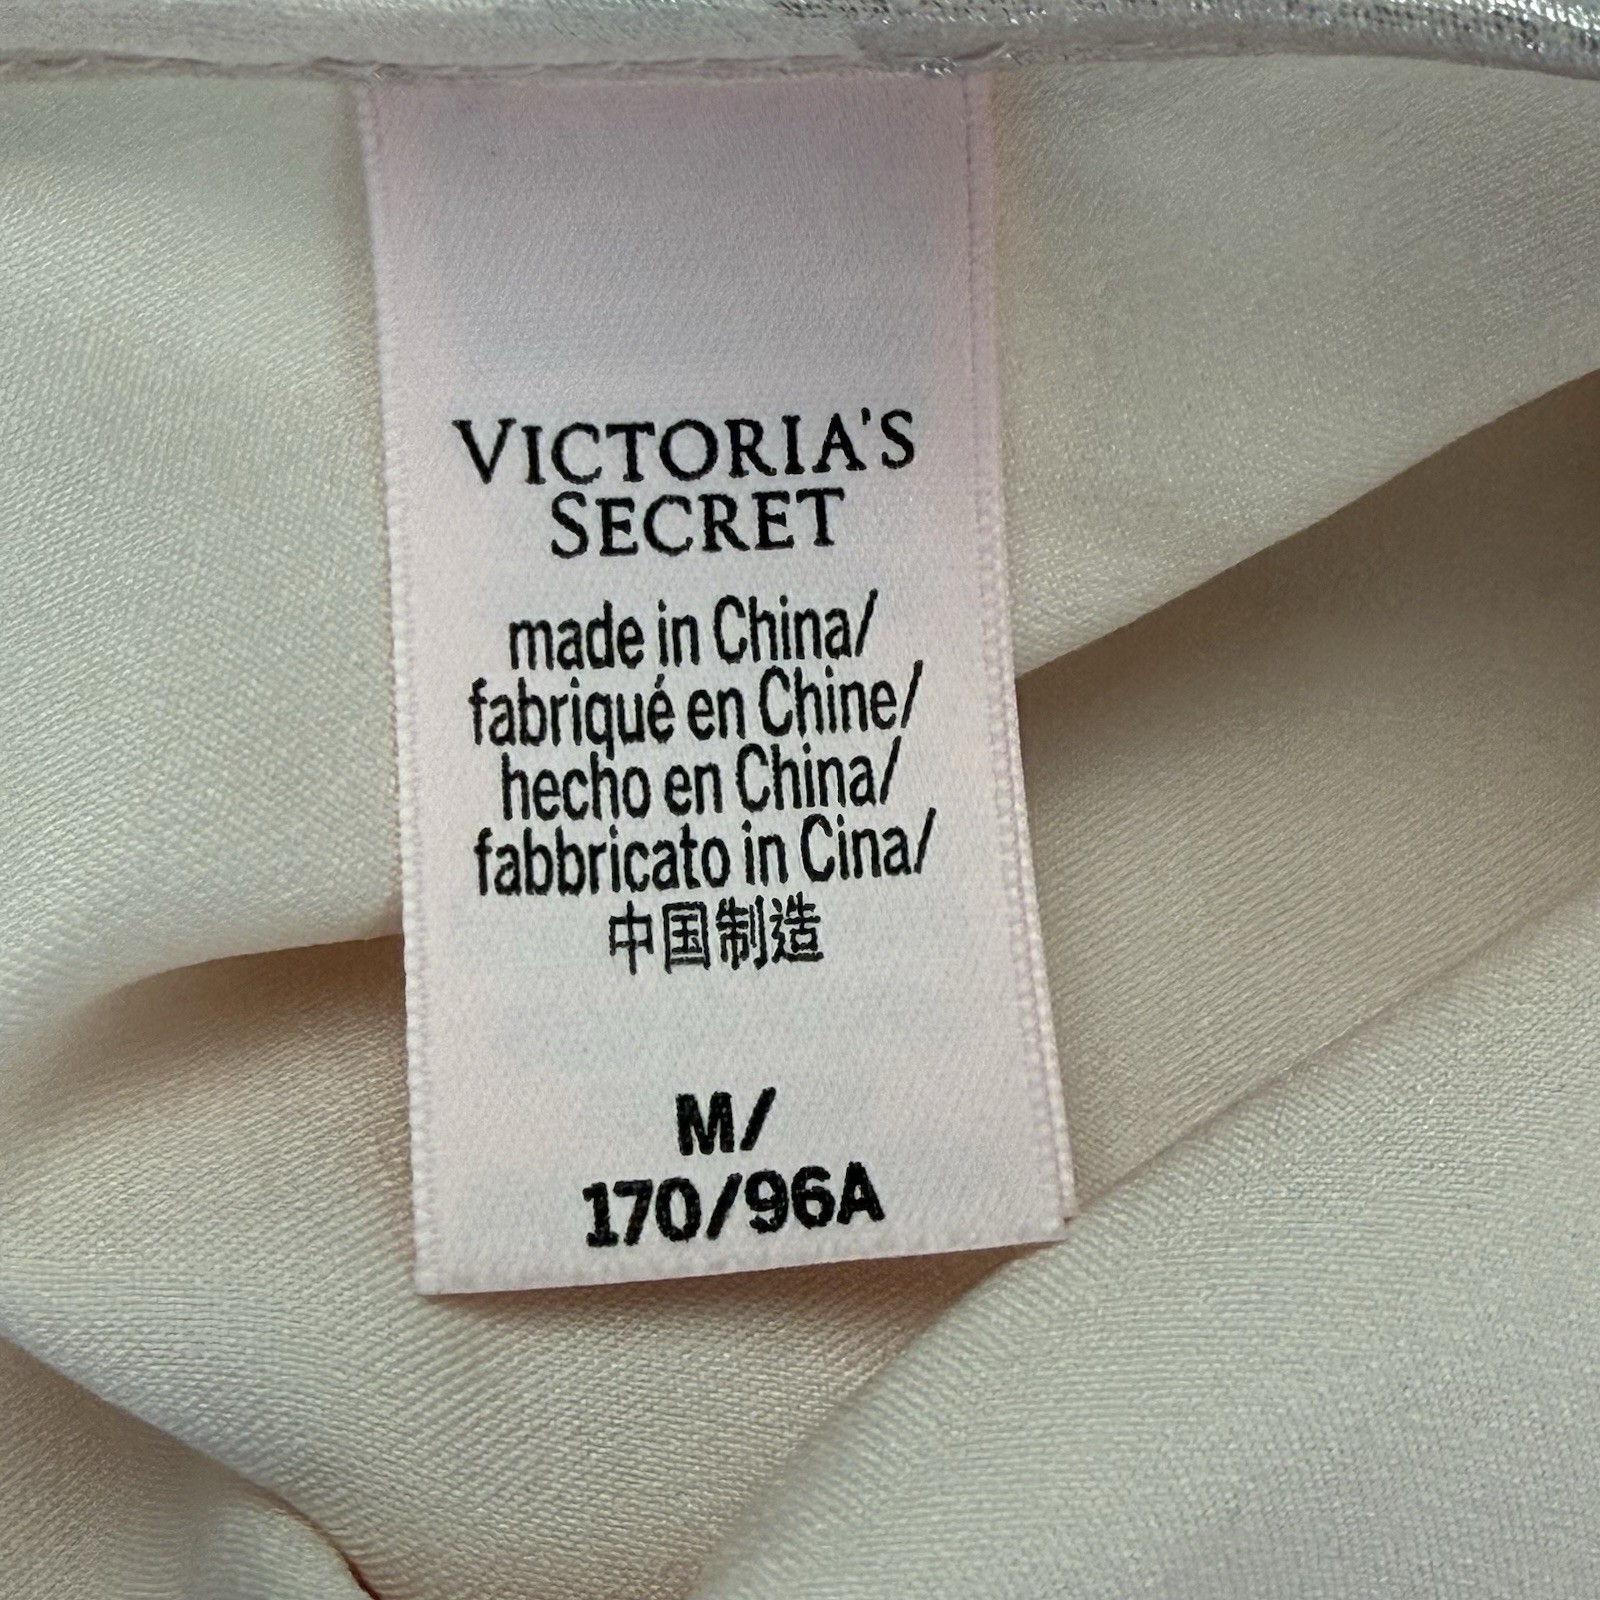 VICTORIA'S
SECRET
made in China/
fabriqué en Chine/
hecho en China/
fabbricato in Cina/
中国制造
M/
170/96A